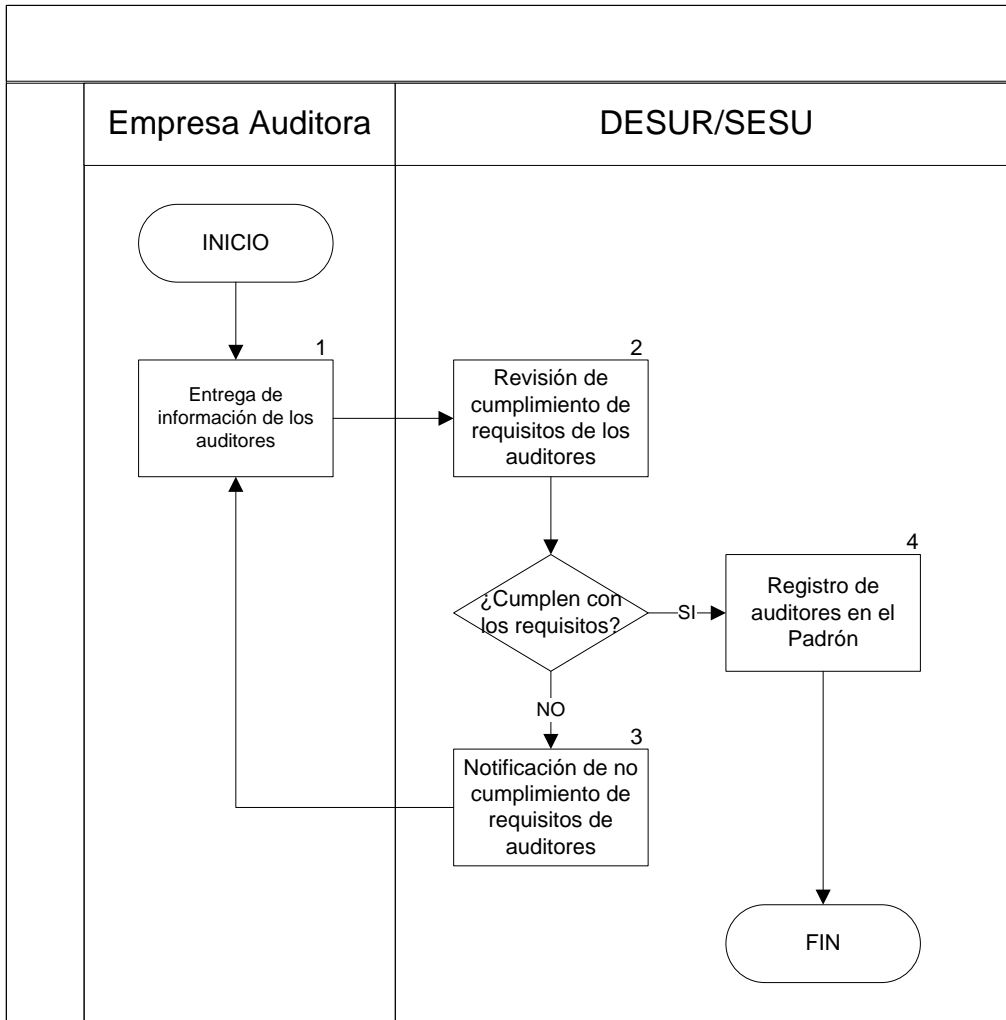 Empresa Auditora
DESUR/SESU
INICIO
1
Entrega de
información de los
auditores
2
Revisión de
cumplimiento de
requisitos de los
auditores
¿Cumplen con
los requisitos?
SI
4
Registro de
auditores en el
Padrón
NO
3
Notificación de no
cumplimiento de
requisitos de
auditores
FIN